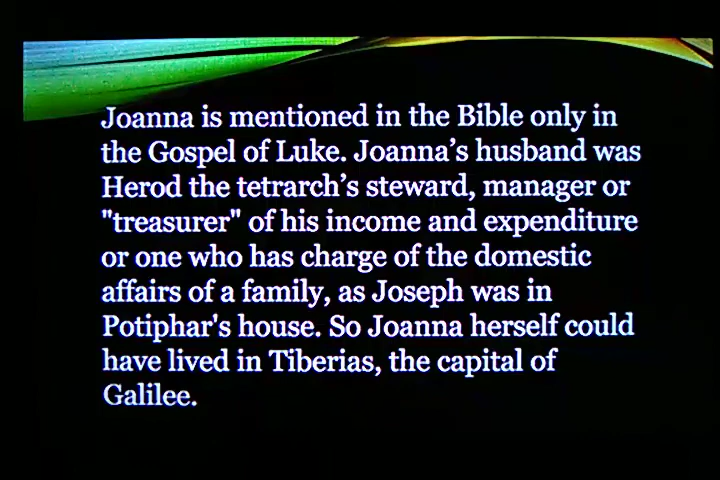 Joanna is mentioned in the Bible only in
the Gospel of Luke. Joanna’s husband was
Herod the tetrarch’s steward, manager or
"treasurer" of his income and expenditure
or one who has charge of the domestic
affairs of a family, as Joseph was in
Potiphar's house. So Joanna herself could
have lived in Tiberias, the capital of
Galilee.